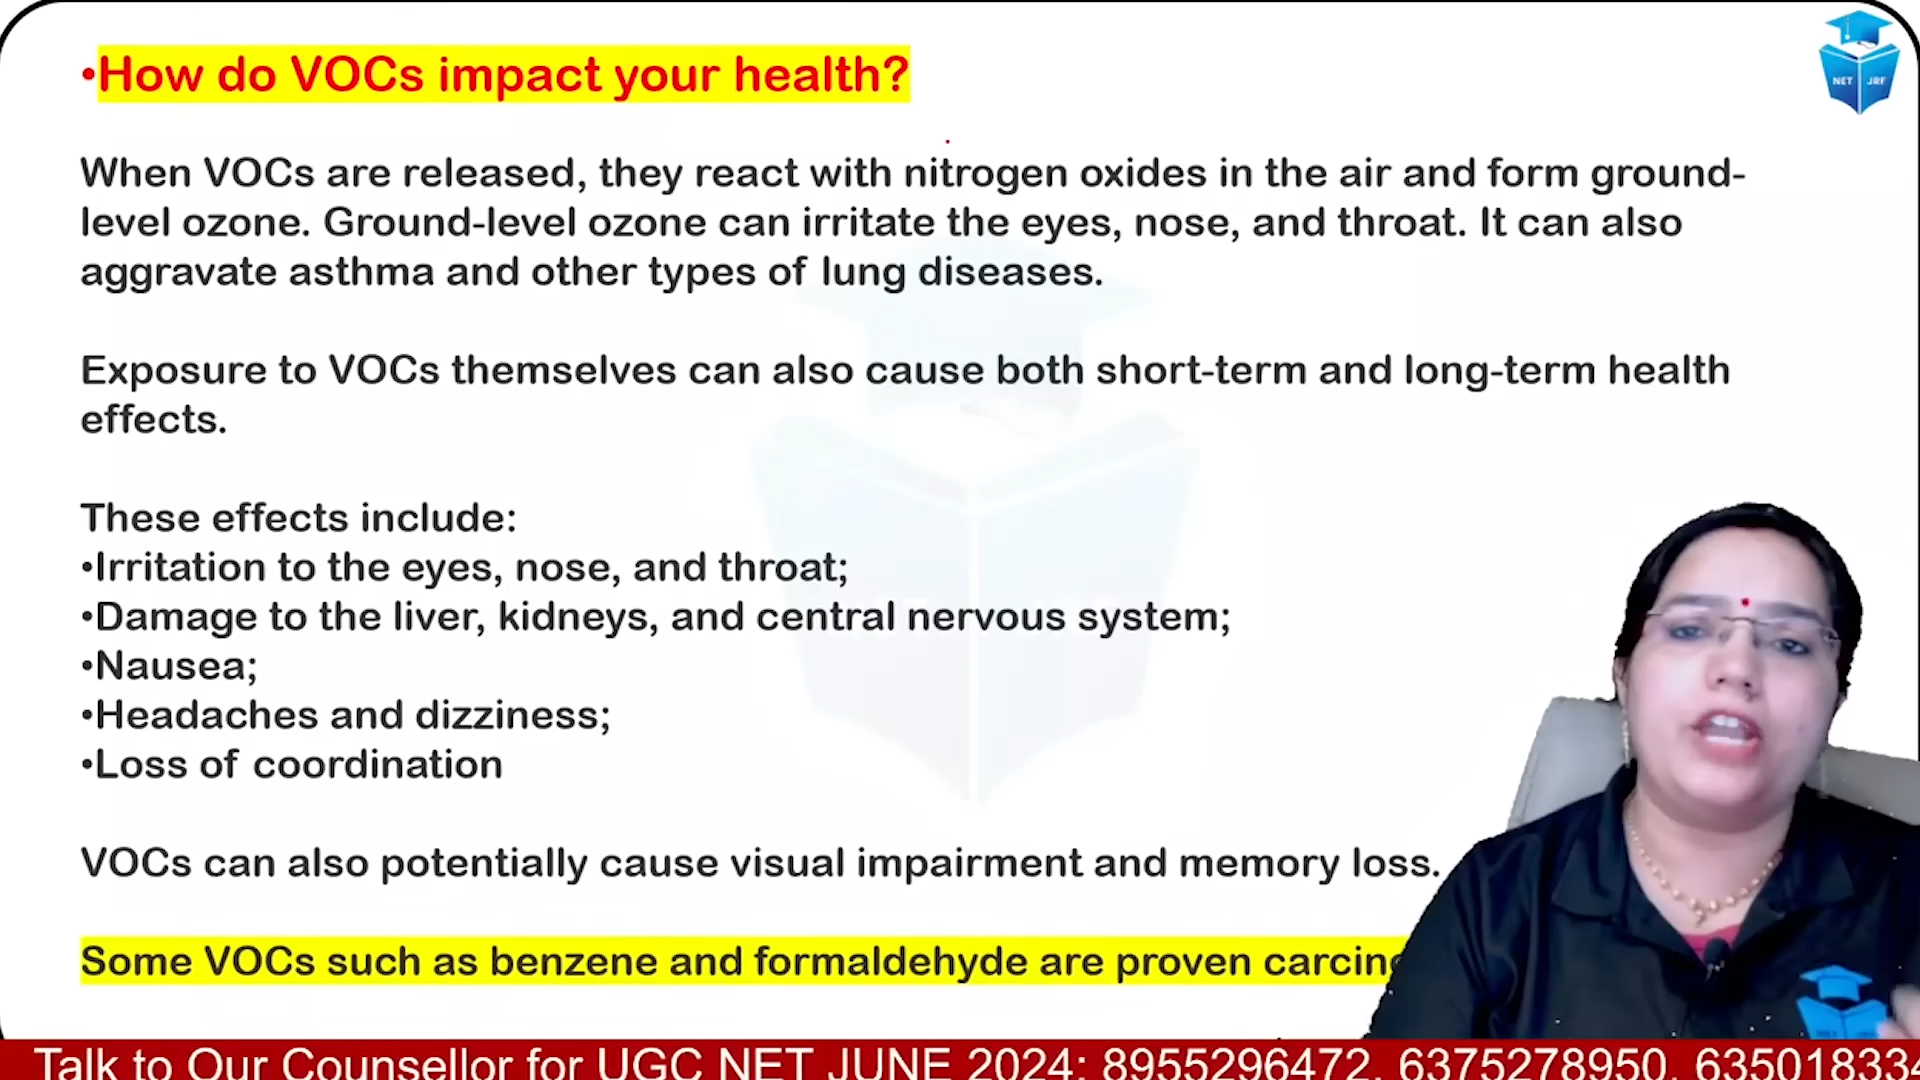 •How do VOCs impact your health?
NET JRF
When VOCs are released, they react with nitrogen oxides in the air and form ground-
level ozone. Ground-level ozone can irritate the eyes, nose, and throat. It can also
aggravate asthma and other types of lung diseases.
Exposure to VOCs themselves can also cause both short-term and long-term health
effects.
These effects include:
•Irritation to the eyes, nose, and throat;
•Damage to the liver, kidneys, and central nervous system;
•Nausea;
•Headaches and dizziness;
•Loss of coordination
VOCs can also potentially cause visual impairment and memory loss.
Some VOCs such as benzene and formaldehyde are proven
Talk to Our Counsellor for UGC NET JUNE 2024: 8955296472, 6375278950,